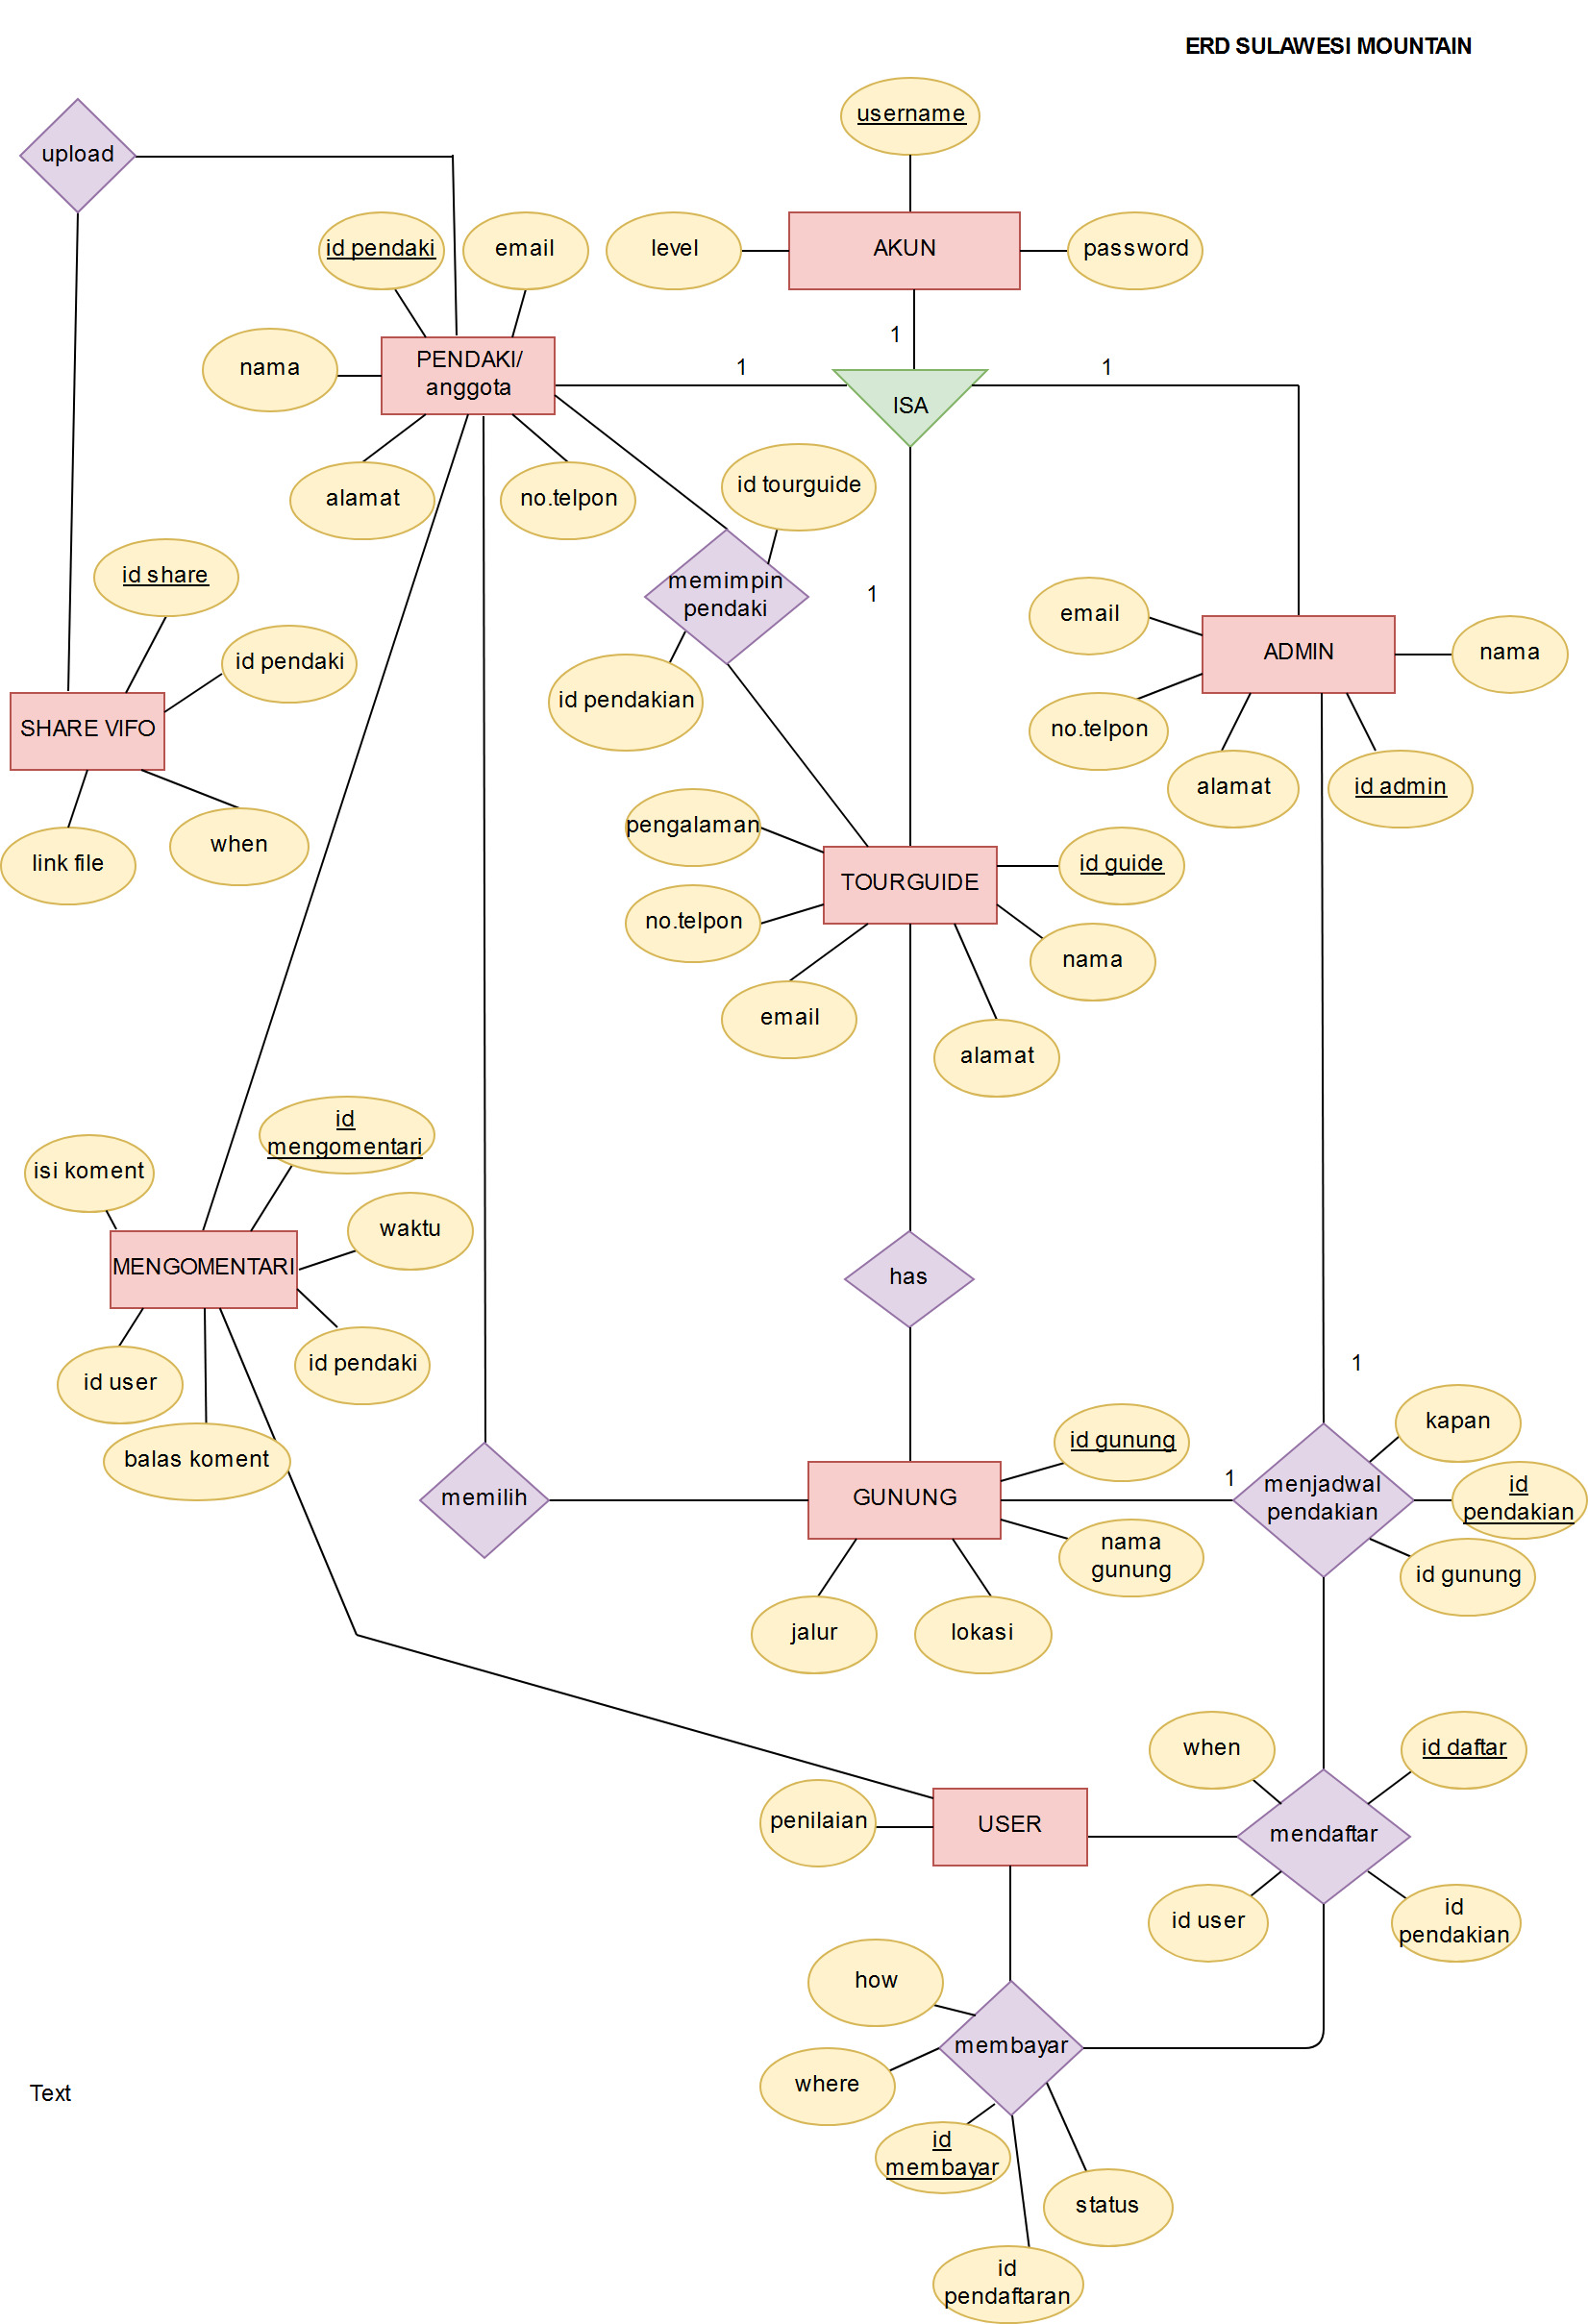 ERD SULAWESI MOUNTAIN
username
upload
id pendaki
email
level
AKUN
password
1
nama
PENDAKI/
anggota
1
1
ISA
alamat
no.telpon
id tourguide
id share
memimpin
pendaki
1
email
ADMIN
nama
id pendaki
id pendakian
SHARE VIFO
no.telpon
alamat
id admin
link file
when
pengalaman
TOURGUIDE
id guide
no.telpon
nama
email
alamat
id
mengomentari
isi koment
waktu
MENGOMENTARI
has
id user
id pendaki
1
balas koment
kapan
id gunung
memilih
GUNUNG
1
menjadwal
pendakian
id
pendakian
nama
gunung
id gunung
jalur
lokasi
when
id daftar
penilaian
USER
mendaftar
id user
id
pendakian
how
membayar
where
Text
id
membayar
status
id
pendaftaran